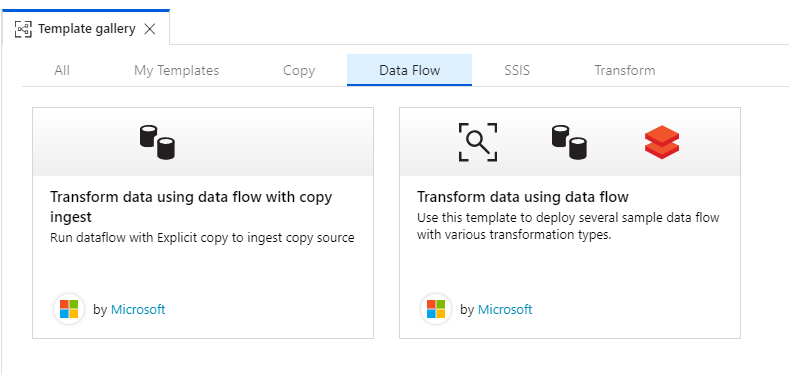 Template gallery
All My Templates Copy Data Flow SSIS Transform
Transform data using data flow with copy
ingest
Run dataflow with Explicit copy to ingest copy source
by Microsoft
Transform data using data flow
Use this template to deploy several sample data flow
with various transformation types.
by Microsoft